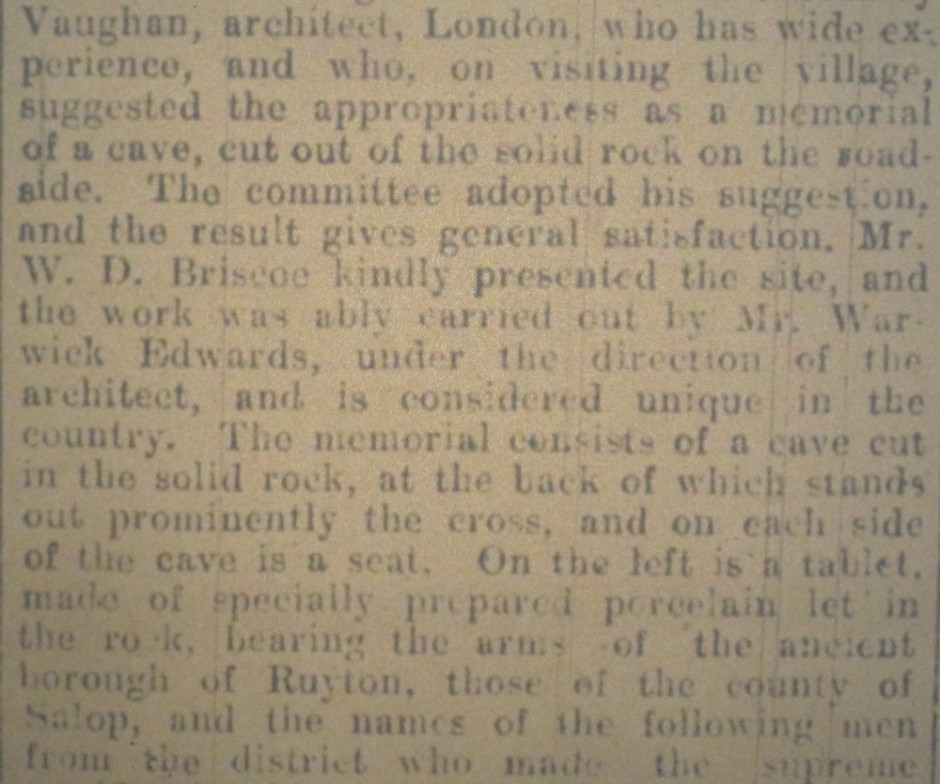 Vaughan, architect, London, who has wide ex-
perience, and who, on visiting the village,
suggested the appropriateness as a memorial
of a cave, cut out of the solid rock on the road-
side. The committee adopted his suggestion,
and the result gives general satisfaction. Mr.
W. D. Briscoe kindly presented the site, and
the work was ably carried out by Mr. War-
wick Edwards, under the direction of the
architect, and is considered unique in the
country. The memorial consists of a cave cut
in the solid rock, at the back of which stands
out prominently the cross, and on each side
of the cave is a seat. On the left is a tablet,
made of specially prepared porcelain let in
the rock, bearing the arms of the ancient
borough of Ruyton, those of the county of
Salop, and the names of the following men
from the district who made the supreme